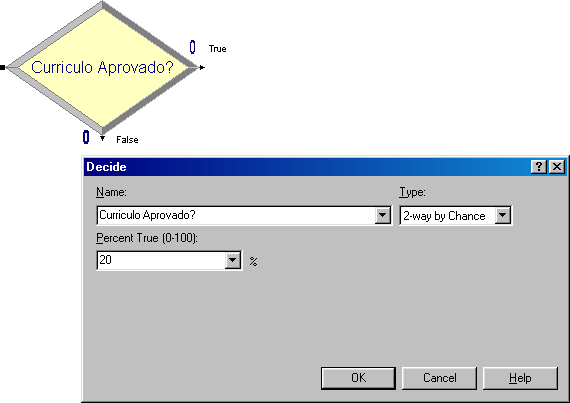 0 True
Curriculo Aprovado?
0 False
Decide
Name: Type:
Curriculo Aprovado? 2-way by Chance
Percent True (0-100):
20 %
OK Cancel Help